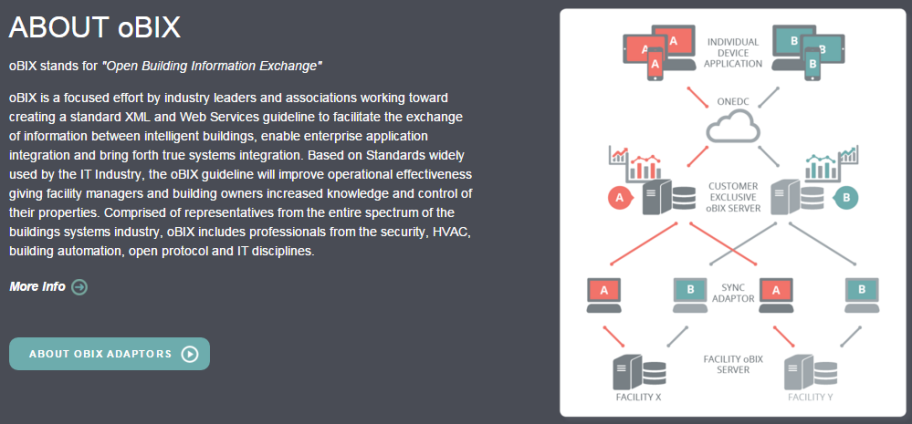 ABOUT oBIX
oBIX stands for "Open Building Information Exchange"
oBIX is a focused effort by industry leaders and associations working toward
creating a standard XML and Web Services guideline to facilitate the exchange
of information between intelligent buildings, enable enterprise application
integration and bring forth true systems integration. Based on Standards widely
used by the IT Industry, the oBIX guideline will improve operational effectiveness
giving facility managers and building owners increased knowledge and control of
their properties. Comprised of representatives from the entire spectrum of the
buildings systems industry, oBIX includes professionals from the security, HVAC,
building automation, open protocol and IT disciplines.
More Info
ABOUT OBIX ADAPTORS
A A A
INDIVIDUAL
DEVICE
APPLICATION
B B B
ONEDC
A
CUSTOMER
EXCLUSIVE
oBIX SERVER
B
A
B
SYNC
ADAPTOR
A
B
FACILITY oBIX
SERVER
FACILITY X
FACILITY Y